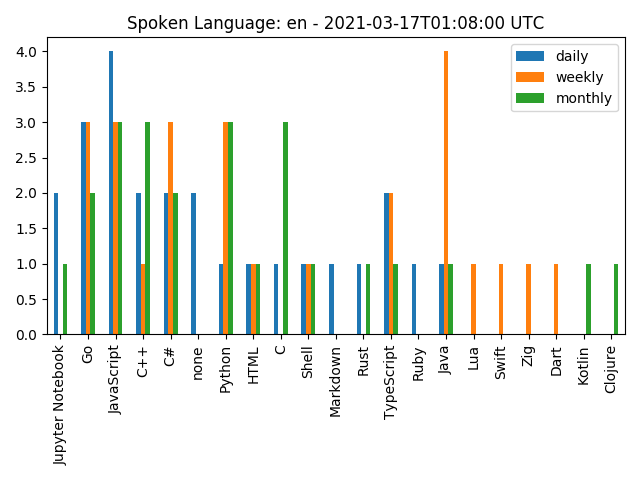 Spoken Language: en - 2021-03-17T01:08:00 UTC
daily
weekly
monthly
4.0
3.5
3.0
2.5
2.0
1.5
1.0
0.5
0.0
Jupyter Notebook
Go
JavaScript
C++
C#
none
Python
HTML
C
Shell
Markdown
Rust
TypeScript
Ruby
Java
Lua
Swift
Zig
Dart
Kotlin
Clojure